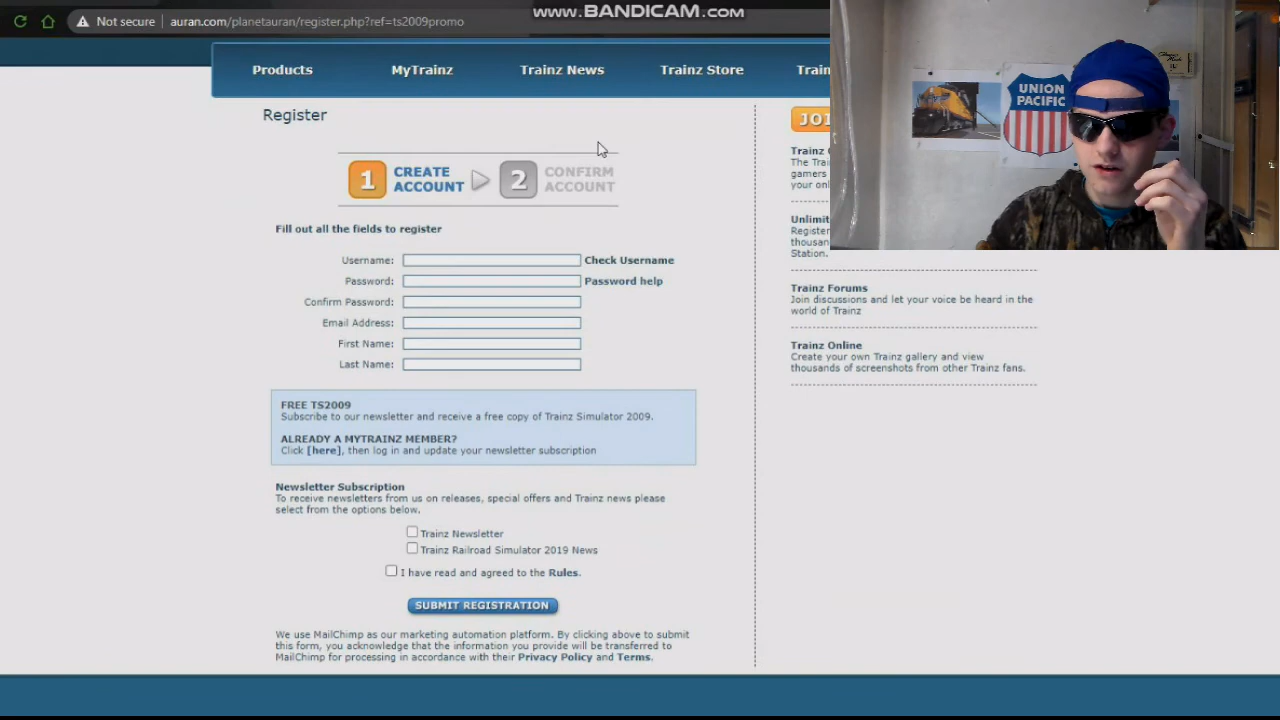 www.BANDICAM.com
Not secure auran.com/planetauran/register.php?ref=ts2009promo
Products MyTrainz Trainz News Trainz Store
Register
1 CREATE ACCOUNT 2 CONFIRM ACCOUNT
Fill out all the fields to register
Username: Check Username
Password: Password help
Confirm Password:
Email Address:
First Name:
Last Name:
FREE TS2009
Subscribe to our newsletter and receive a free copy of Trainz Simulator 2009.
ALREADY A MYTRAINZ MEMBER?
Click [here], then log in and update your newsletter subscription
Newsletter Subscription
To receive newsletters from us on releases, special offers and Trainz news please
select from the options below.
Trainz Newsletter
Trainz Railroad Simulator 2019 News
I have read and agreed to the Rules.
SUBMIT REGISTRATION
We use MailChimp as our marketing automation platform. By clicking above to submit
this form, you acknowledge that the information you provide will be transferred to
MailChimp for processing in accordance with their Privacy Policy and Terms.
UNION
PACIFIC
Trainz
The
gamers
your
Unlimit
Regist
thousan
Station.
Trainz Forums
Join discussions and let your voice be heard in the
world of Trainz
Trainz Online
Create your own Trainz gallery and view
thousands of screenshots from other Trainz fans.